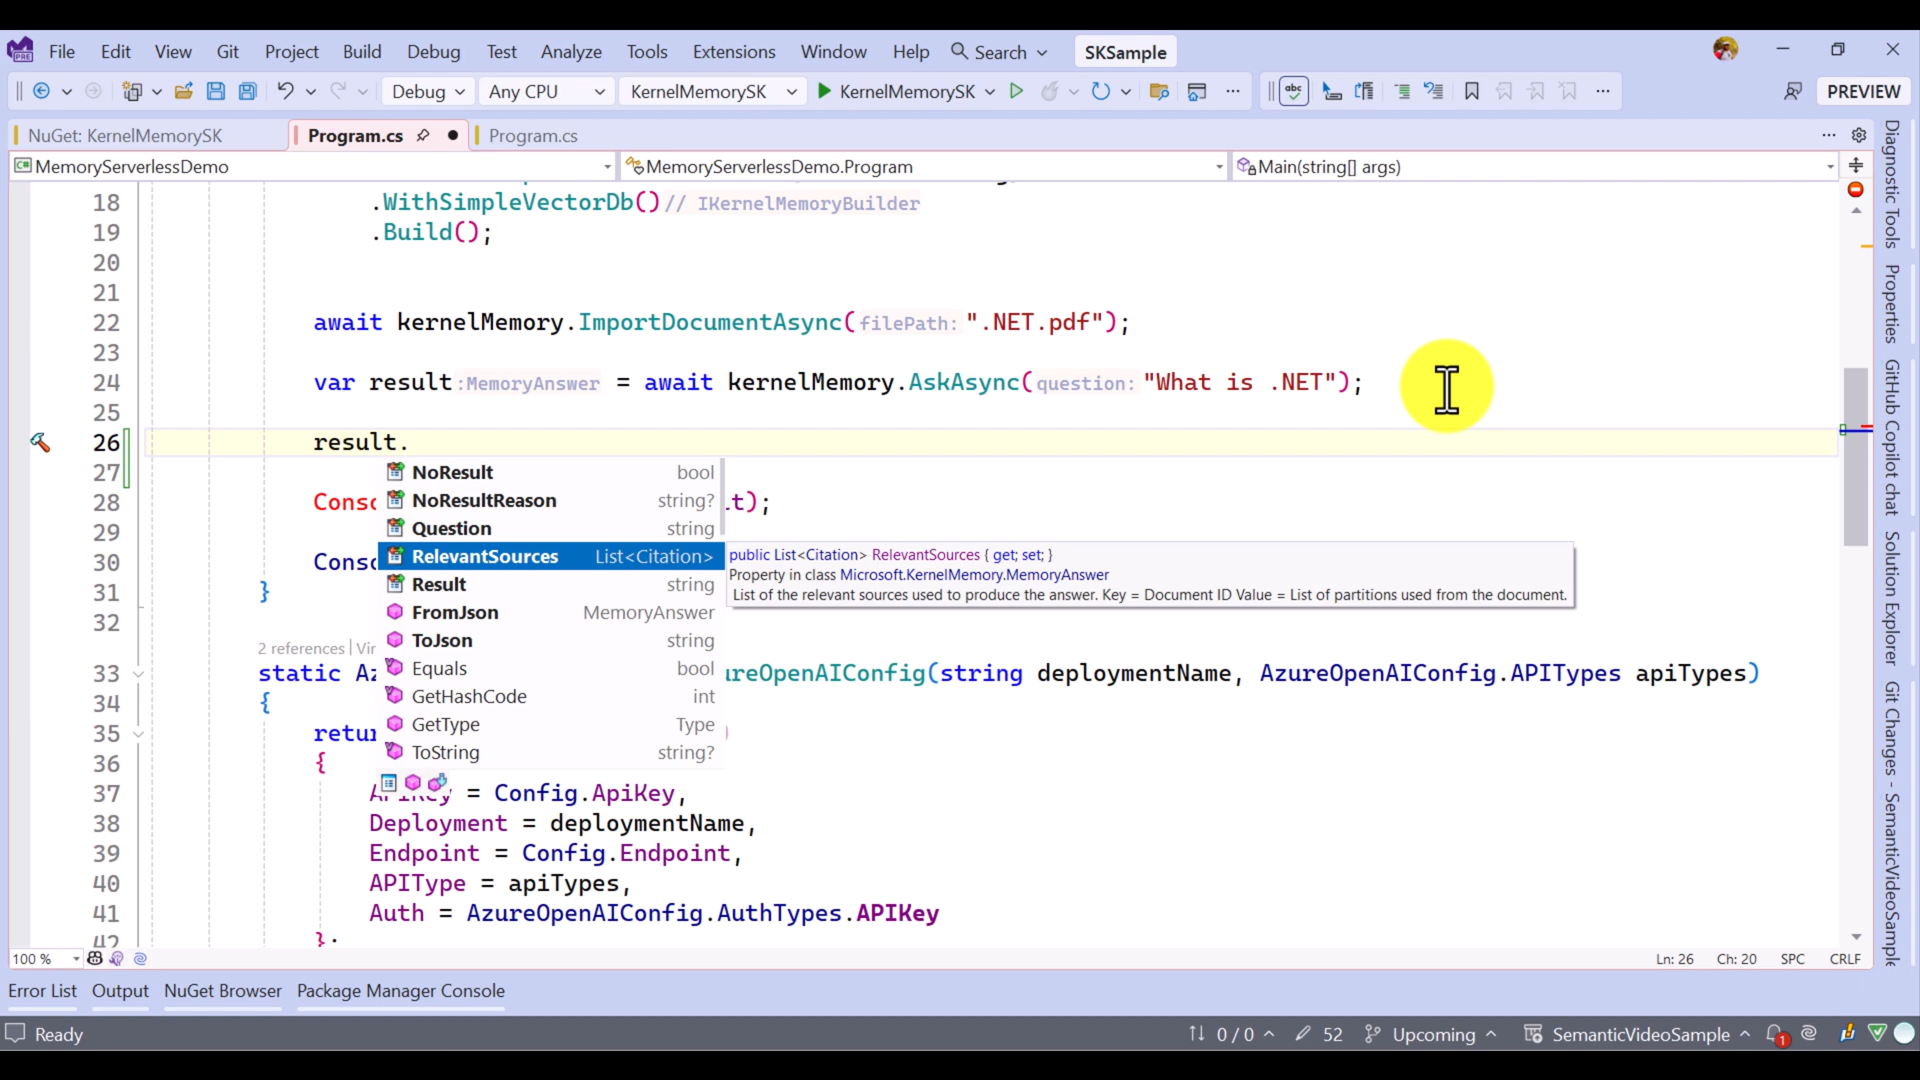 File Edit View Git Project Build Debug Test Analyze Tools Extensions Window Help Search SKSample
Debug Any CPU KernelMemorySK KernelMemorySK PREVIEW
NuGet: KernelMemorySK Program.cs Program.cs
MemoryServerlessDemo MemoryServerlessDemo.Program Main(string[] args)
18 .WithSimpleVectorDb() // IKernelMemoryBuilder
19 .Build();
20
21
22 await kernelMemory.ImportDocumentAsync(filePath: ".NET.pdf");
23
24 var result:MemoryAnswer = await kernelMemory.AskAsync(question: "What is .NET");
25
26 result.
27
NoResult bool
NoResultReason string?
28 Conso t);
29
Question string
RelevantSources List<Citation>
public List<Citation> RelevantSources { get; set; }
Property in class Microsoft.KernelMemory.MemoryAnswer
List of the relevant sources used to produce the answer. Key = Document ID Value = List of partitions used from the document.
30 Conso
Result string
31 }
FromJson MemoryAnswer
32
ToJson string
2 references | Vir
Equals bool
33 static Az ureOpenAIConfig(string deploymentName, AzureOpenAIConfig.APITypes apiTypes)
GetHashCode int
34 {
GetType Type
35 retur
ToString string?
36 {
37 ApiKey = Config.ApiKey,
38 Deployment = deploymentName,
39 Endpoint = Config.Endpoint,
40 APIType = apiTypes,
41 Auth = AzureOpenAIConfig.AuthTypes.APIKey
42 };
100 % Ln: 26 Ch: 20 SPC CRLF
Error List Output NuGet Browser Package Manager Console
Ready 0 / 0 52 Upcoming SemanticVideoSample 1
Diagnostic Tools
Properties
GitHub Copilot chat
Solution Explorer
Git Changes - SemanticVideoSample